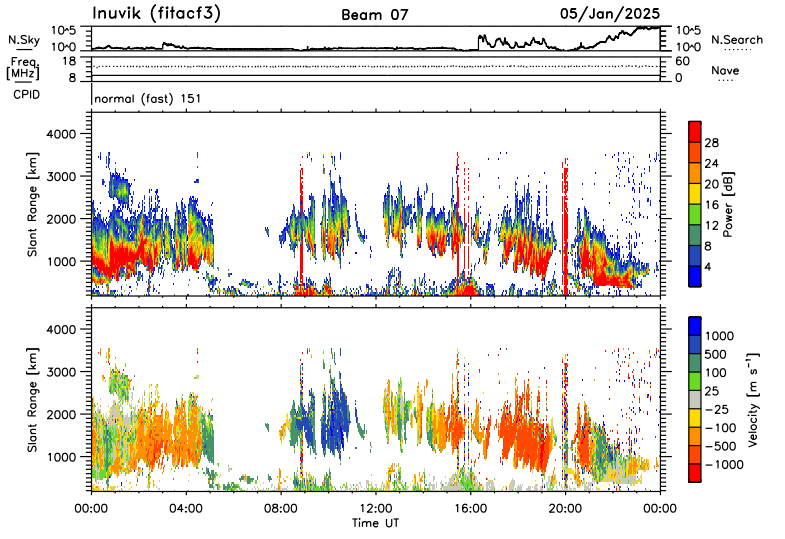 Inuvik (fitacf3) Beam 07 05/Jan/2025
N.Sky 10^5 10^0 10^5 10^0 N.Search
Freq. [MHz] 18 8 60 0 Nave
CPID normal (fast) 151
4000
3000
2000
1000
Slant Range [km]
28
24
20
16
12
8
4
Power [dB]
4000
3000
2000
1000
Slant Range [km]
1000
500
100
25
−25
−100
−500
−1000
Velocity [m s⁻¹]
00:00 04:00 08:00 12:00 16:00 20:00 00:00
Time UT